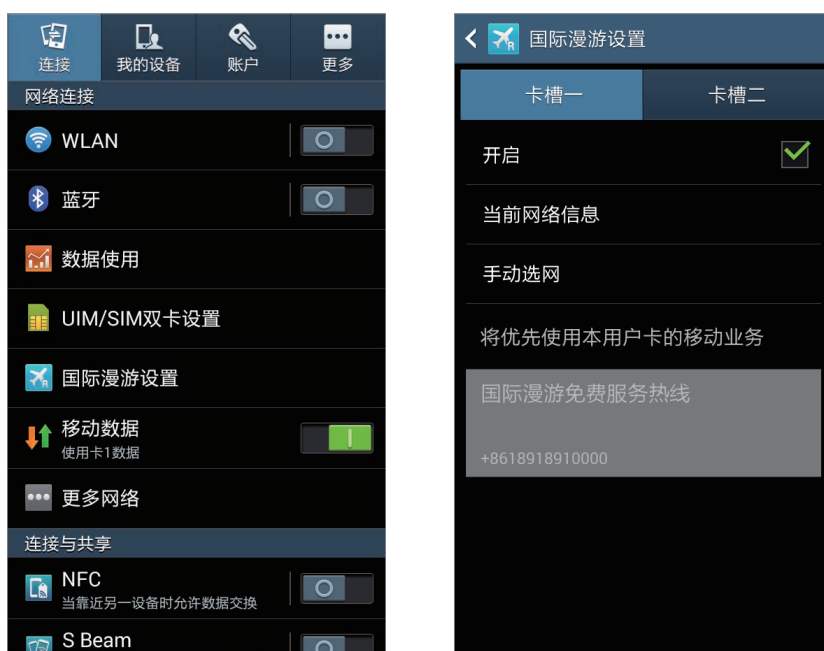 连接
我的设备
账户
更多
网络连接
WLAN
蓝牙
数据使用
UIM/SIM双卡设置
国际漫游设置
移动数据
使用卡1数据
更多网络
连接与共享
NFC
当靠近另一设备时允许数据交换
S Beam
国际漫游设置
卡槽一
卡槽二
开启
当前网络信息
手动选网
将优先使用本用户卡的移动业务
国际漫游免费服务热线
+8618918910000